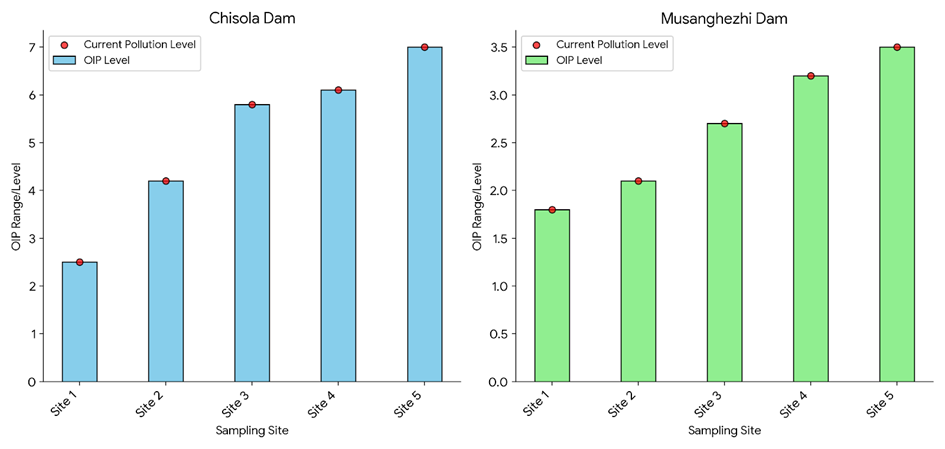 Chisola Dam
Current Pollution Level
OIP Level
7
6
5
4
3
2
1
0
OIP Range/Level
Site 1
Site 2
Site 3
Site 4
Site 5
Sampling Site
Musanghezhi Dam
Current Pollution Level
OIP Level
3.5
3.0
2.5
2.0
1.5
1.0
0.5
0.0
OIP Range/Level
Site 1
Site 2
Site 3
Site 4
Site 5
Sampling Site